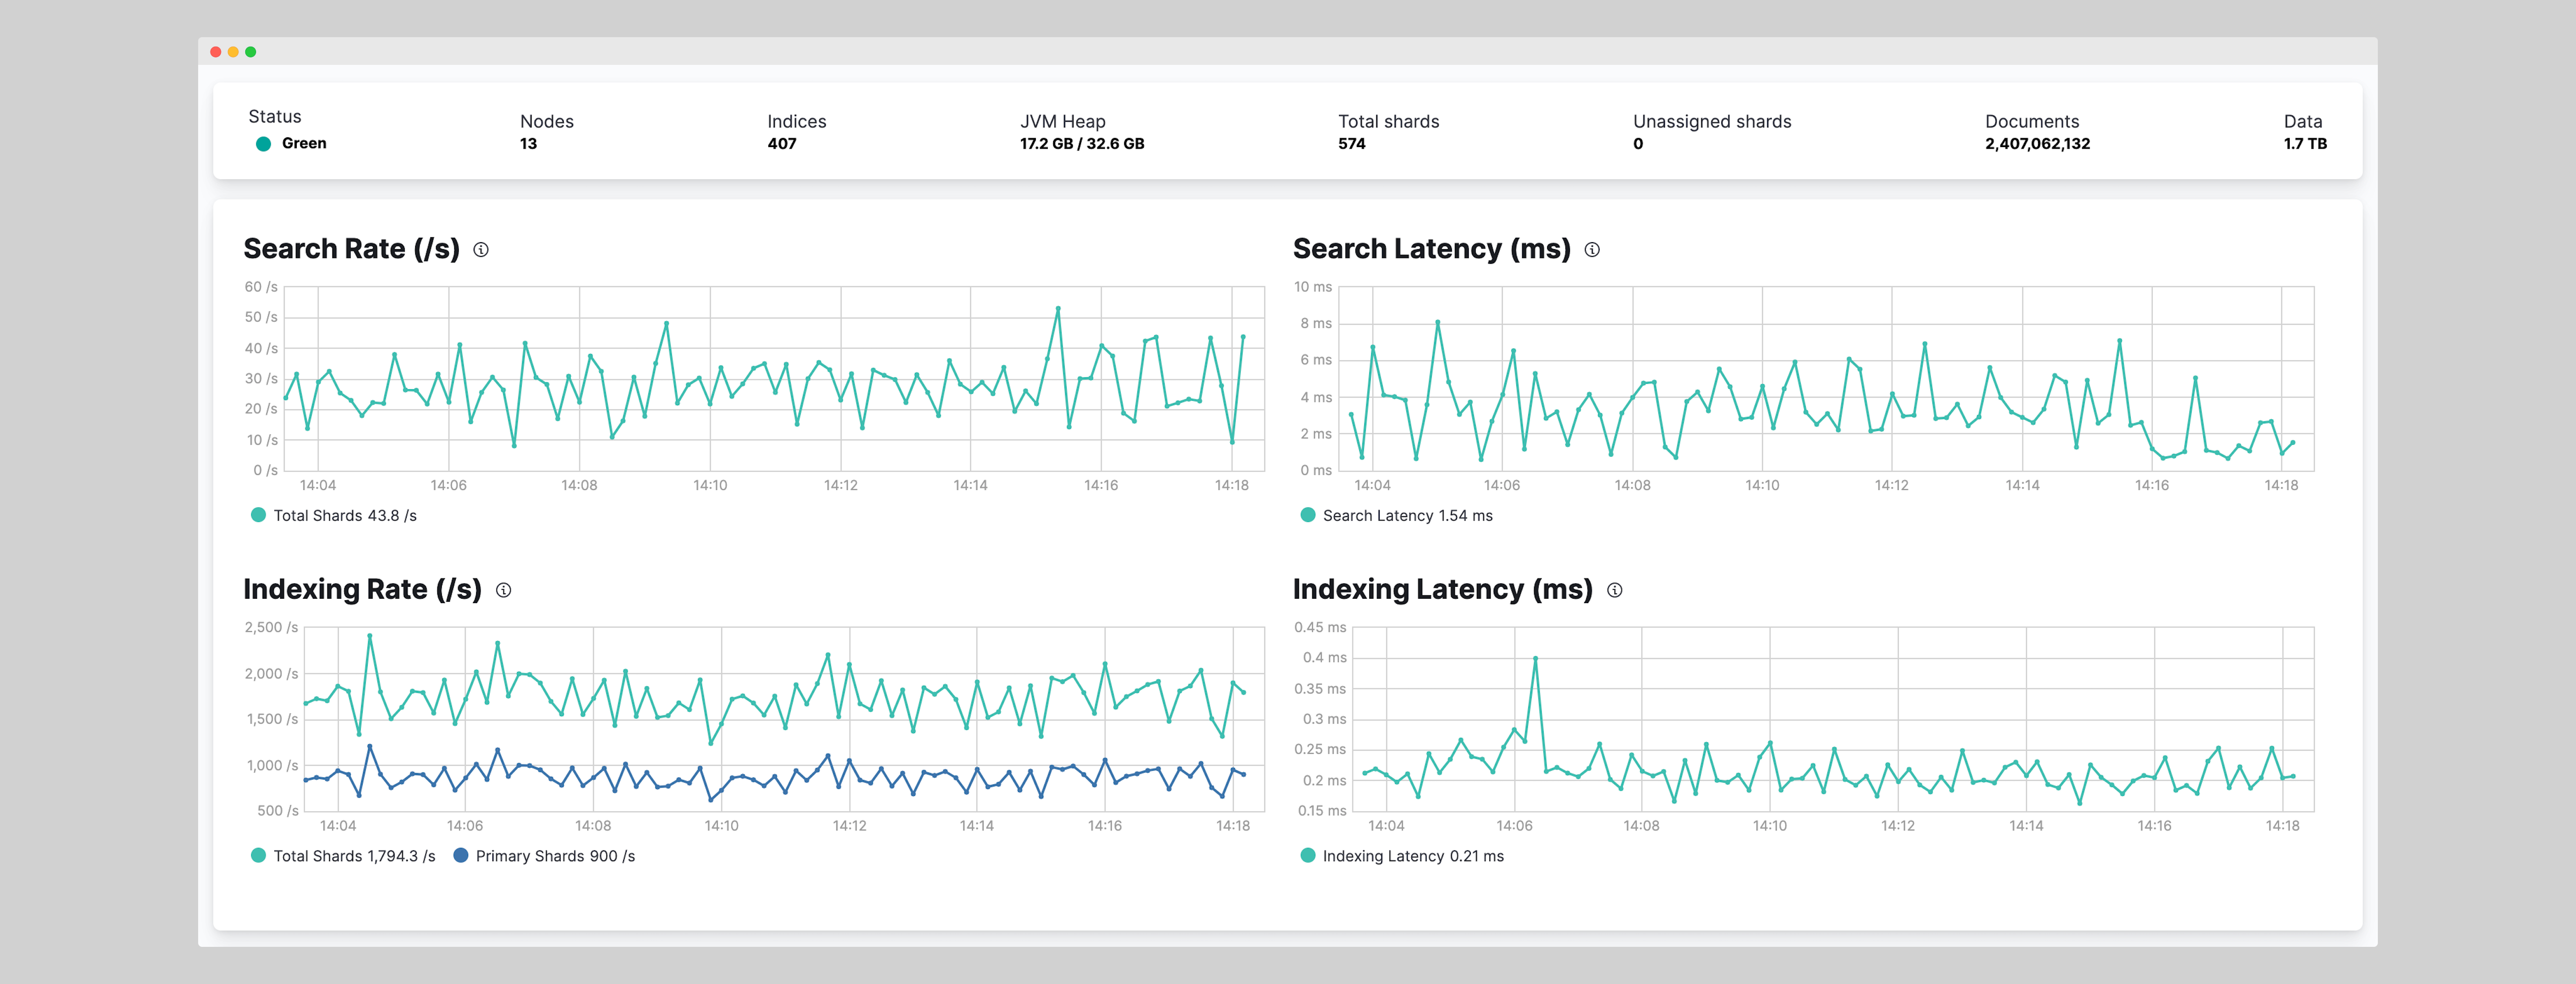 Status
Green
Nodes
13
Indices
407
JVM Heap
17.2 GB / 32.6 GB
Total shards
574
Unassigned shards
0
Documents
2,407,062,132
Data
1.7 TB
Search Rate (/s)
60 /s
50 /s
40 /s
30 /s
20 /s
10 /s
0 /s
14:04 14:06 14:08 14:10 14:12 14:14 14:16 14:18
Total Shards 43.8 /s
Search Latency (ms)
10 ms
8 ms
6 ms
4 ms
2 ms
0 ms
14:04 14:06 14:08 14:10 14:12 14:14 14:16 14:18
Search Latency 1.54 ms
Indexing Rate (/s)
2,500 /s
2,000 /s
1,500 /s
1,000 /s
500 /s
14:04 14:06 14:08 14:10 14:12 14:14 14:16 14:18
Total Shards 1,794.3 /s Primary Shards 900 /s
Indexing Latency (ms)
0.45 ms
0.4 ms
0.35 ms
0.3 ms
0.25 ms
0.2 ms
0.15 ms
14:04 14:06 14:08 14:10 14:12 14:14 14:16 14:18
Indexing Latency 0.21 ms